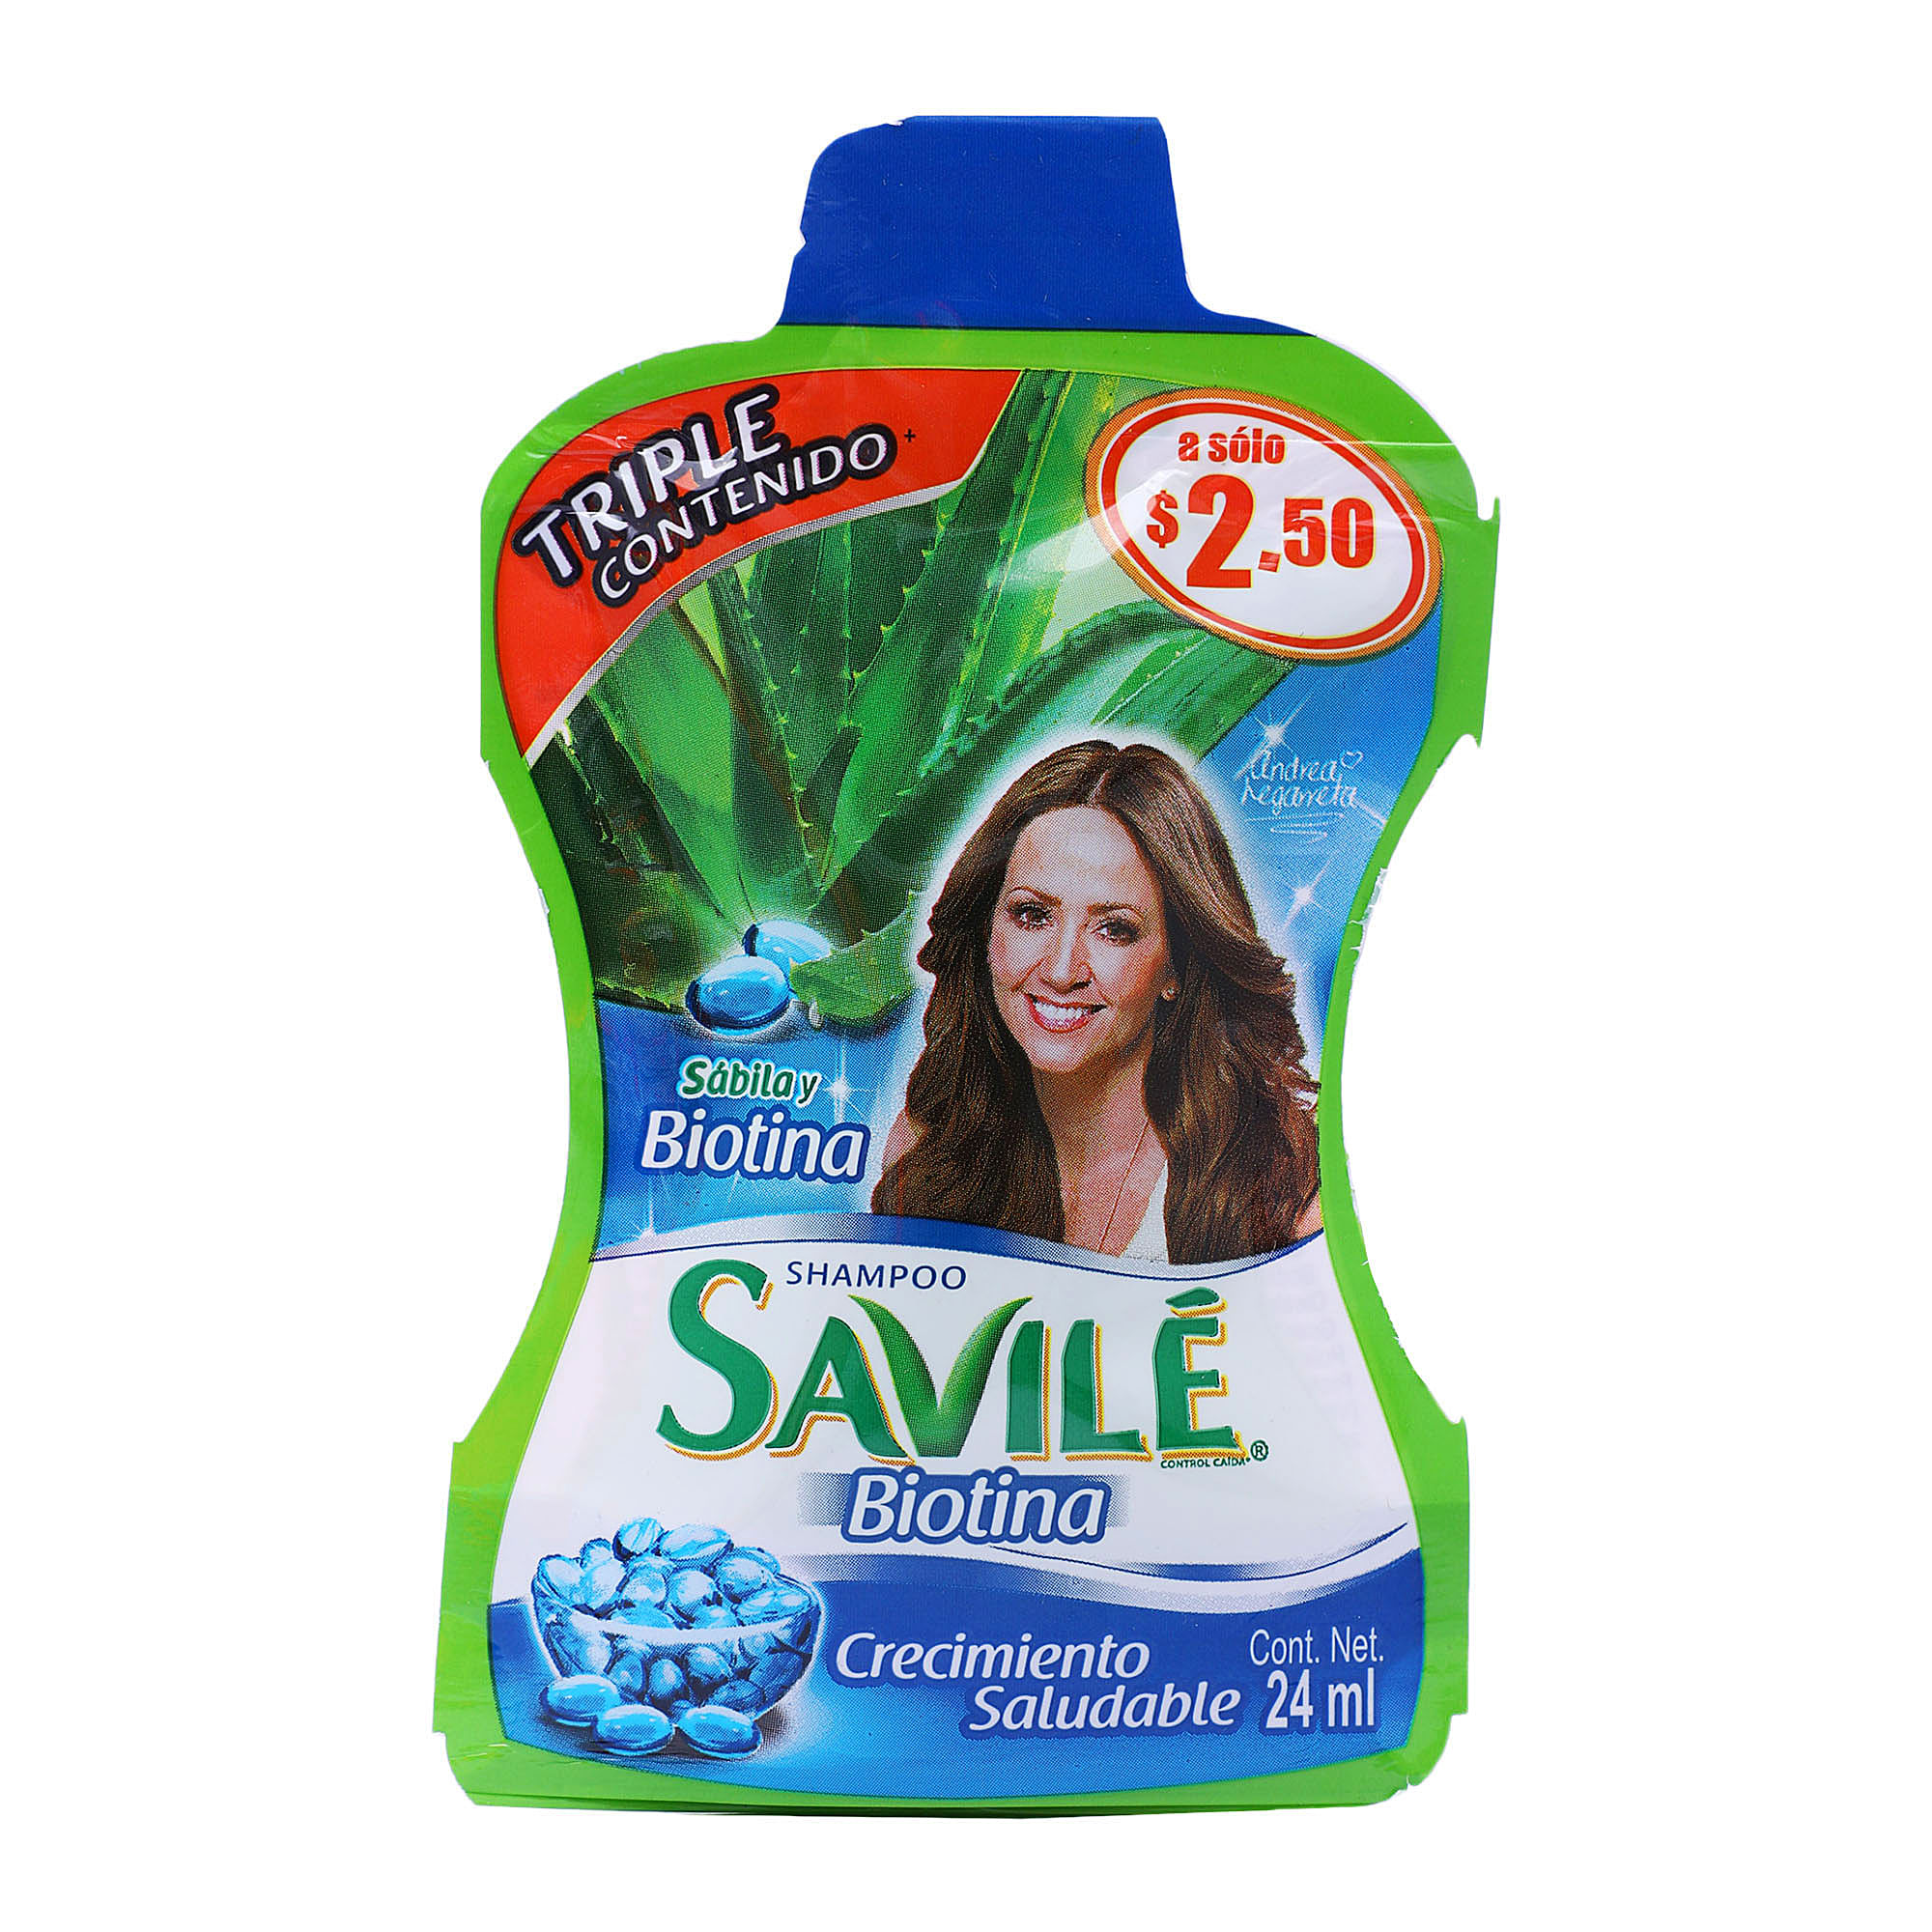 TRIPLE
CONTENIDO+
a sólo
$2.50
Andrea
Legarreta
Sábila y
Biotina
SHAMPOO
SAVILÉ®
CONTROL CAÍDA*
Biotina
Crecimiento
Saludable
Cont. Net.
24 ml